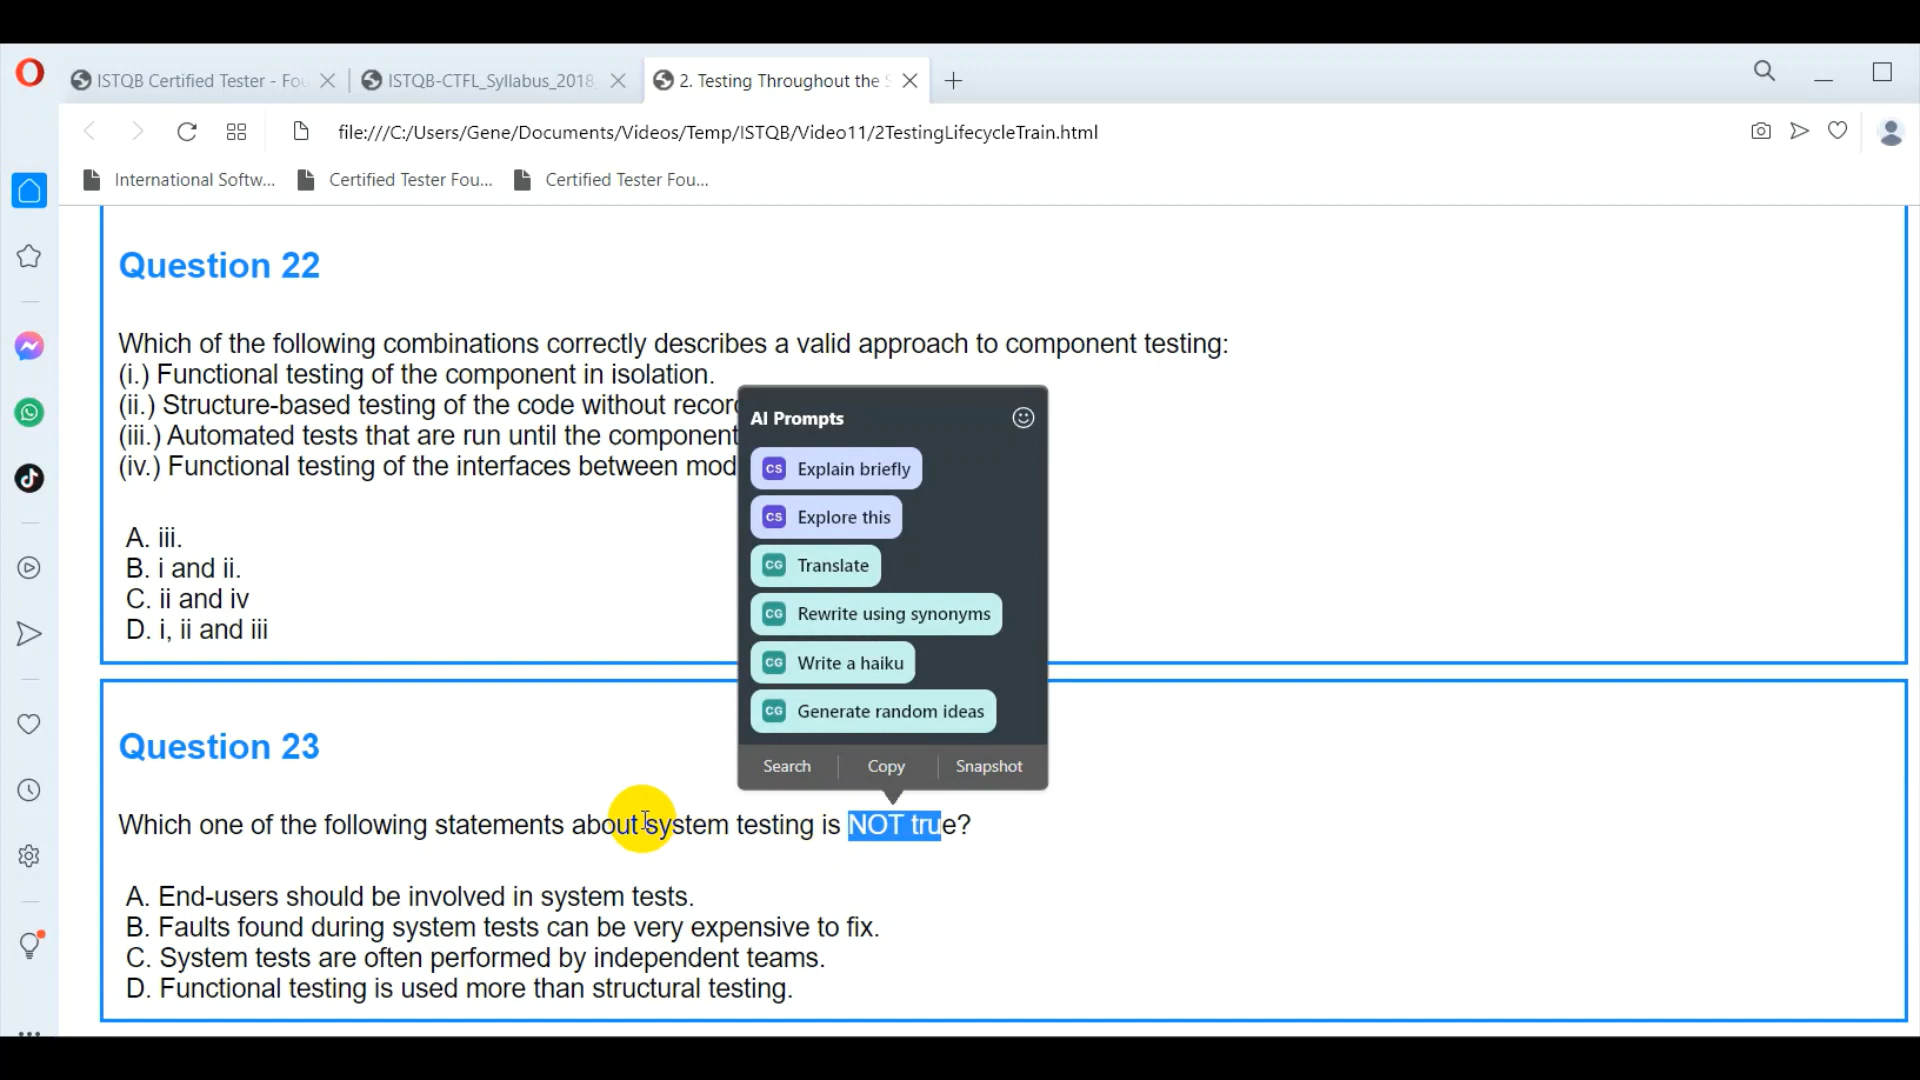 ISTQB Certified Tester - Fou
ISTQB-CTFL_Syllabus_2018
2. Testing Throughout the S
file:///C:/Users/Gene/Documents/Videos/Temp/ISTQB/Video11/2TestingLifecycleTrain.html
International Softw...
Certified Tester Fou...
Certified Tester Fou...
Question 22
Which of the following combinations correctly describes a valid approach to component testing:
(i.) Functional testing of the component in isolation.
(ii.) Structure-based testing of the code without recor
(iii.) Automated tests that are run until the component
(iv.) Functional testing of the interfaces between mod
A. iii.
B. i and ii.
C. ii and iv
D. i, ii and iii
AI Prompts
CS Explain briefly
CS Explore this
CG Translate
CG Rewrite using synonyms
CG Write a haiku
CG Generate random ideas
Search Copy Snapshot
Question 23
Which one of the following statements about system testing is NOT true?
A. End-users should be involved in system tests.
B. Faults found during system tests can be very expensive to fix.
C. System tests are often performed by independent teams.
D. Functional testing is used more than structural testing.